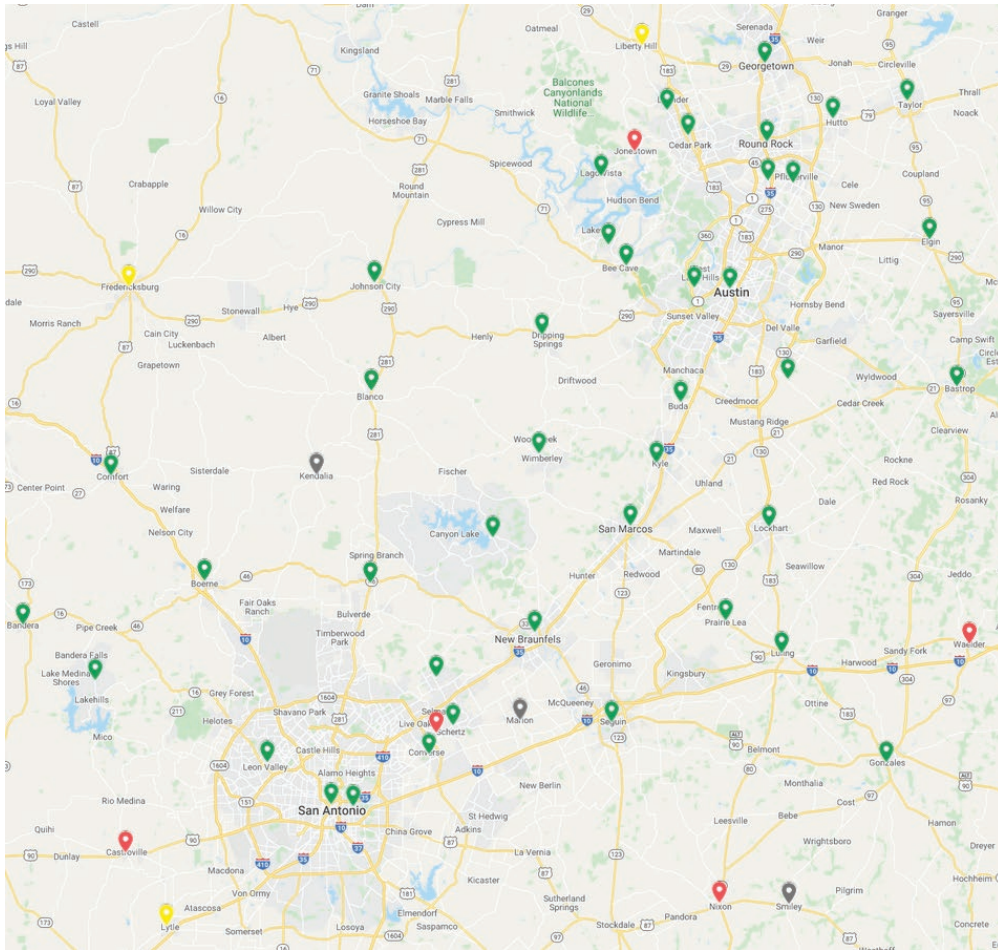 Castell
Kingsland
Oatmeal
Serenada
Weir
Granger
Liberty Hill
Georgetown
Jonah
Circleville
Loyal Valley
Granite Shoals
Marble Falls
Horseshoe Bay
Smithwick
Balcones
Canyonlands
National
Wildlife...
Cedar Park
Round Rock
Hutto
Taylor
Thrall
Noack
Jonestown
Lago Vista
Spicewood
Pflugerville
Coupland
Crabapple
Willow City
Round
Mountain
Cypress Mill
Hudson Bend
Cele
New Sweden
Manor
Elgin
Littig
Bee Cave
Fredericksburg
Johnson City
Stonewall
Hye
Albert
Morris Ranch
Cain City
Luckenbach
Grapetown
Henly
Dripping
Springs
Austin
Sunset Valley
Hornsby Bend
Del Valle
Garfield
Sayersville
Camp Swift
Wyldwood
Bastrop
Blanco
Driftwood
Manchaca
Buda
Creedmoor
Cedar Creek
Mustang Ridge
Clearview
Comfort
Sisterdale
Kendalia
Center Point
Waring
Welfare
Nelson City
Fischer
Wimberley
Kyle
Uhland
Rockne
Red Rock
Rosanky
Dale
Canyon Lake
San Marcos
Maxwell
Lockhart
Martindale
Boerne
Spring Branch
Hunter
Redwood
Seawillow
Jeddo
Bandera
Pipe Creek
Fair Oaks
Ranch
Bulverde
Timberwood
Park
New Braunfels
Prairie Lea
Luling
Bandera Falls
Lake Medina
Shores
Lakehills
Mico
Grey Forest
Helotes
Shavano Park
Geronimo
Kingsbury
Harwood
Sandy Fork
Waelder
McQueeney
Marion
Seguin
Ottine
Live Oak
Schertz
Converse
Castle Hills
Leon Valley
Alamo Heights
San Antonio
Belmont
Gonzales
Monthalia
Cost
New Berlin
St Hedwig
Rio Medina
Quihi
Dunlay
Castroville
Macdona
Von Ormy
China Grove
Adkins
La Vernia
Kicaster
Leesville
Bebe
Wrightsboro
Hamon
Dreyer
Hochheim
Concrete
Atascosa
Lytle
Somerset
Losoya
Elmendorf
Saspamco
Sutherland
Springs
Stockdale
Pandora
Nixon
Smiley
Pilgrim